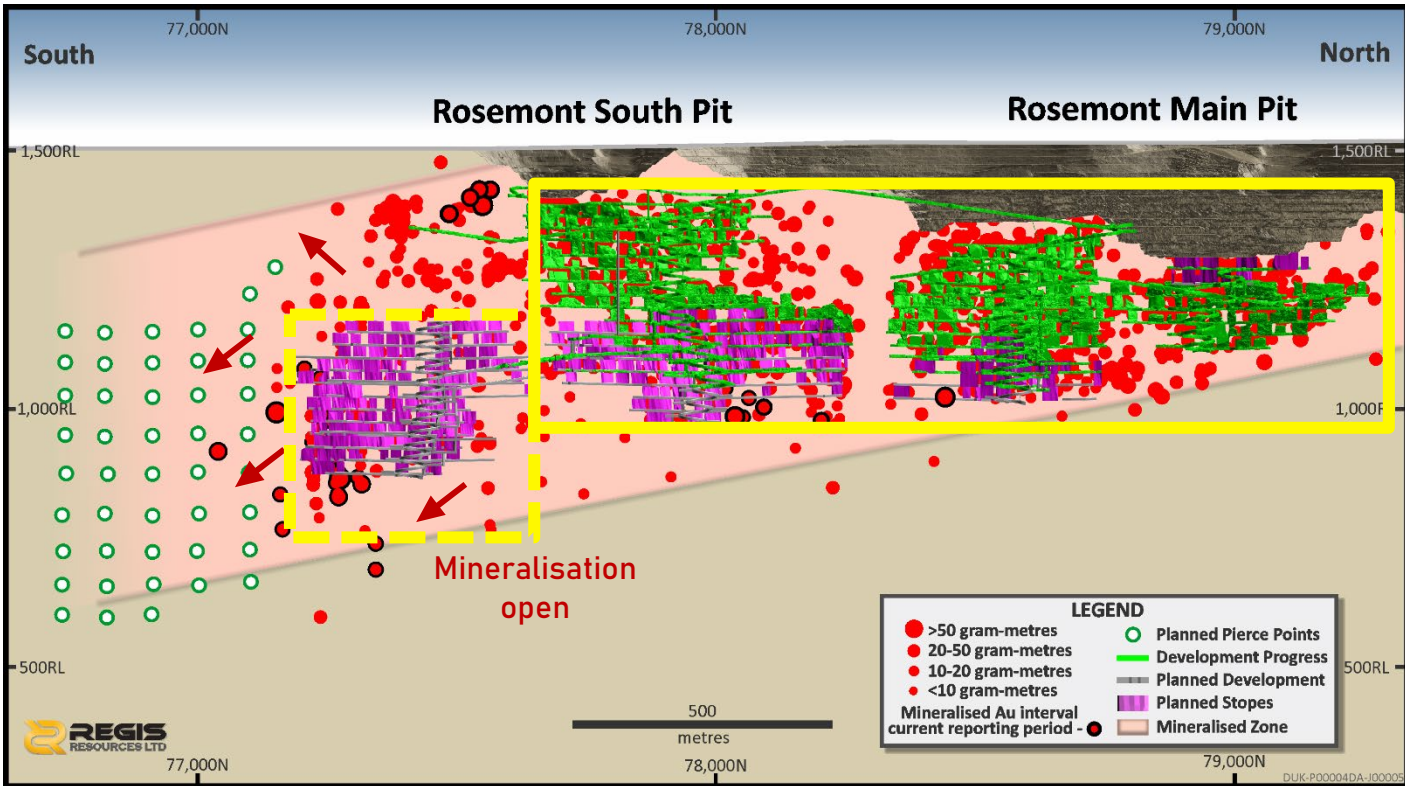 77,000N
78,000N
79,000N
South
North
Rosemont South Pit
Rosemont Main Pit
1,500RL
1,500RL
1,000RL
1,000R
Mineralisation
open
500RL
500RL
LEGEND
>50 gram-metres
20-50 gram-metres
10-20 gram-metres
<10 gram-metres
Mineralised Au interval
current reporting period -
Planned Pierce Points
Development Progress
Planned Development
Planned Stopes
Mineralised Zone
500
metres
REGIS
RESOURCES LTD
77,000N
78,000N
79,000N
DUK-P00004DA-J00005